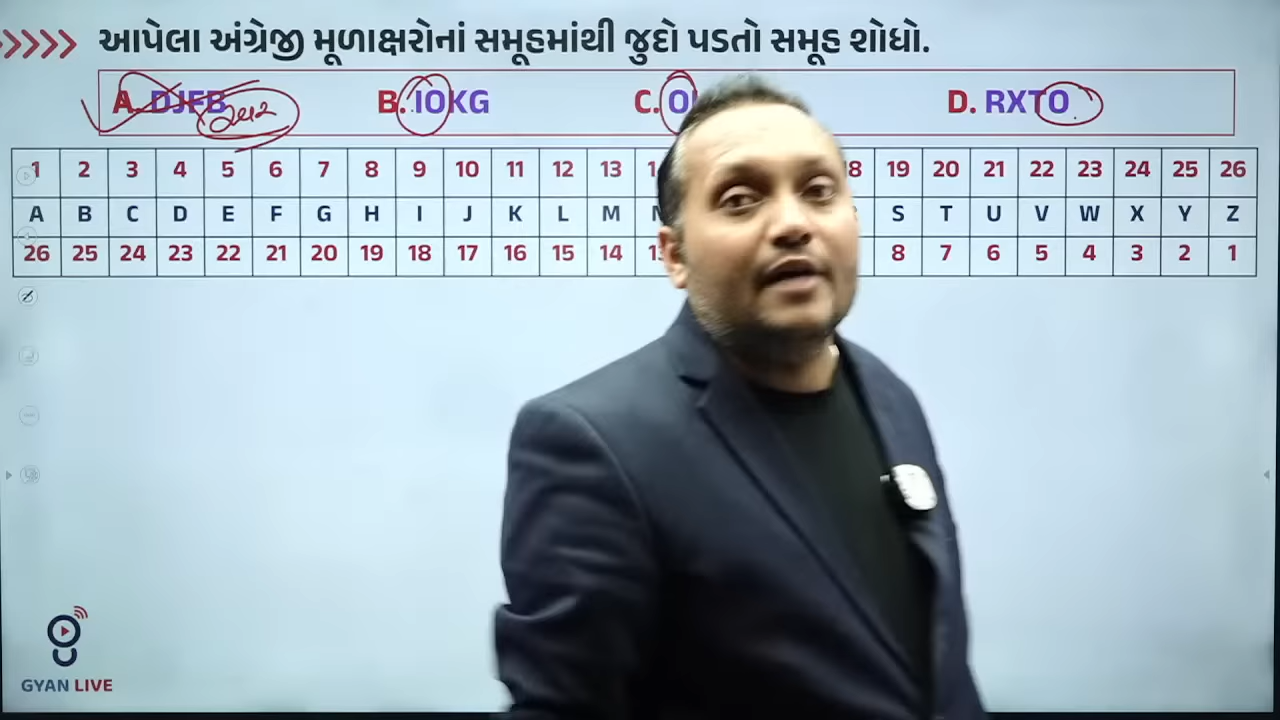 આપેલા અંગ્રેજી મૂળાક્ષરોનાં સમૂહમાંથી જુદો પડતો સમૂહ શોધો.
A. DJFB B. IOKG C. D. RXTO
1 2 3 4 5 6 7 8 9 10 11 12 13 19 20 21 22 23 24 25 26
A B C D E F G H I J K L M S T U V W X Y Z
26 25 24 23 22 21 20 19 18 17 16 15 14 8 7 6 5 4 3 2 1
GYAN LIVE